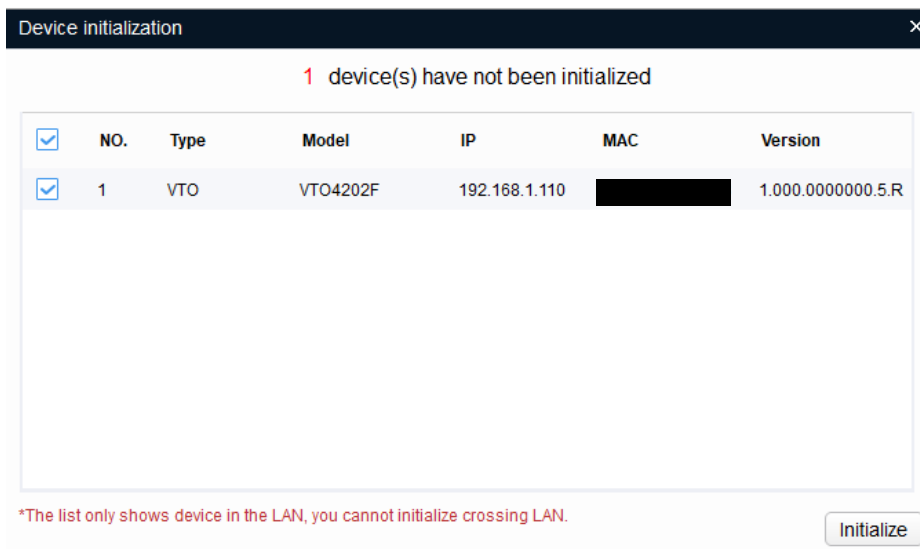 Device initialization
1 device(s) have not been initialized
NO. Type Model IP MAC Version
1 VTO VTO4202F 192.168.1.110 1.000.0000000.5.R
*The list only shows device in the LAN, you cannot initialize crossing LAN.
Initialize